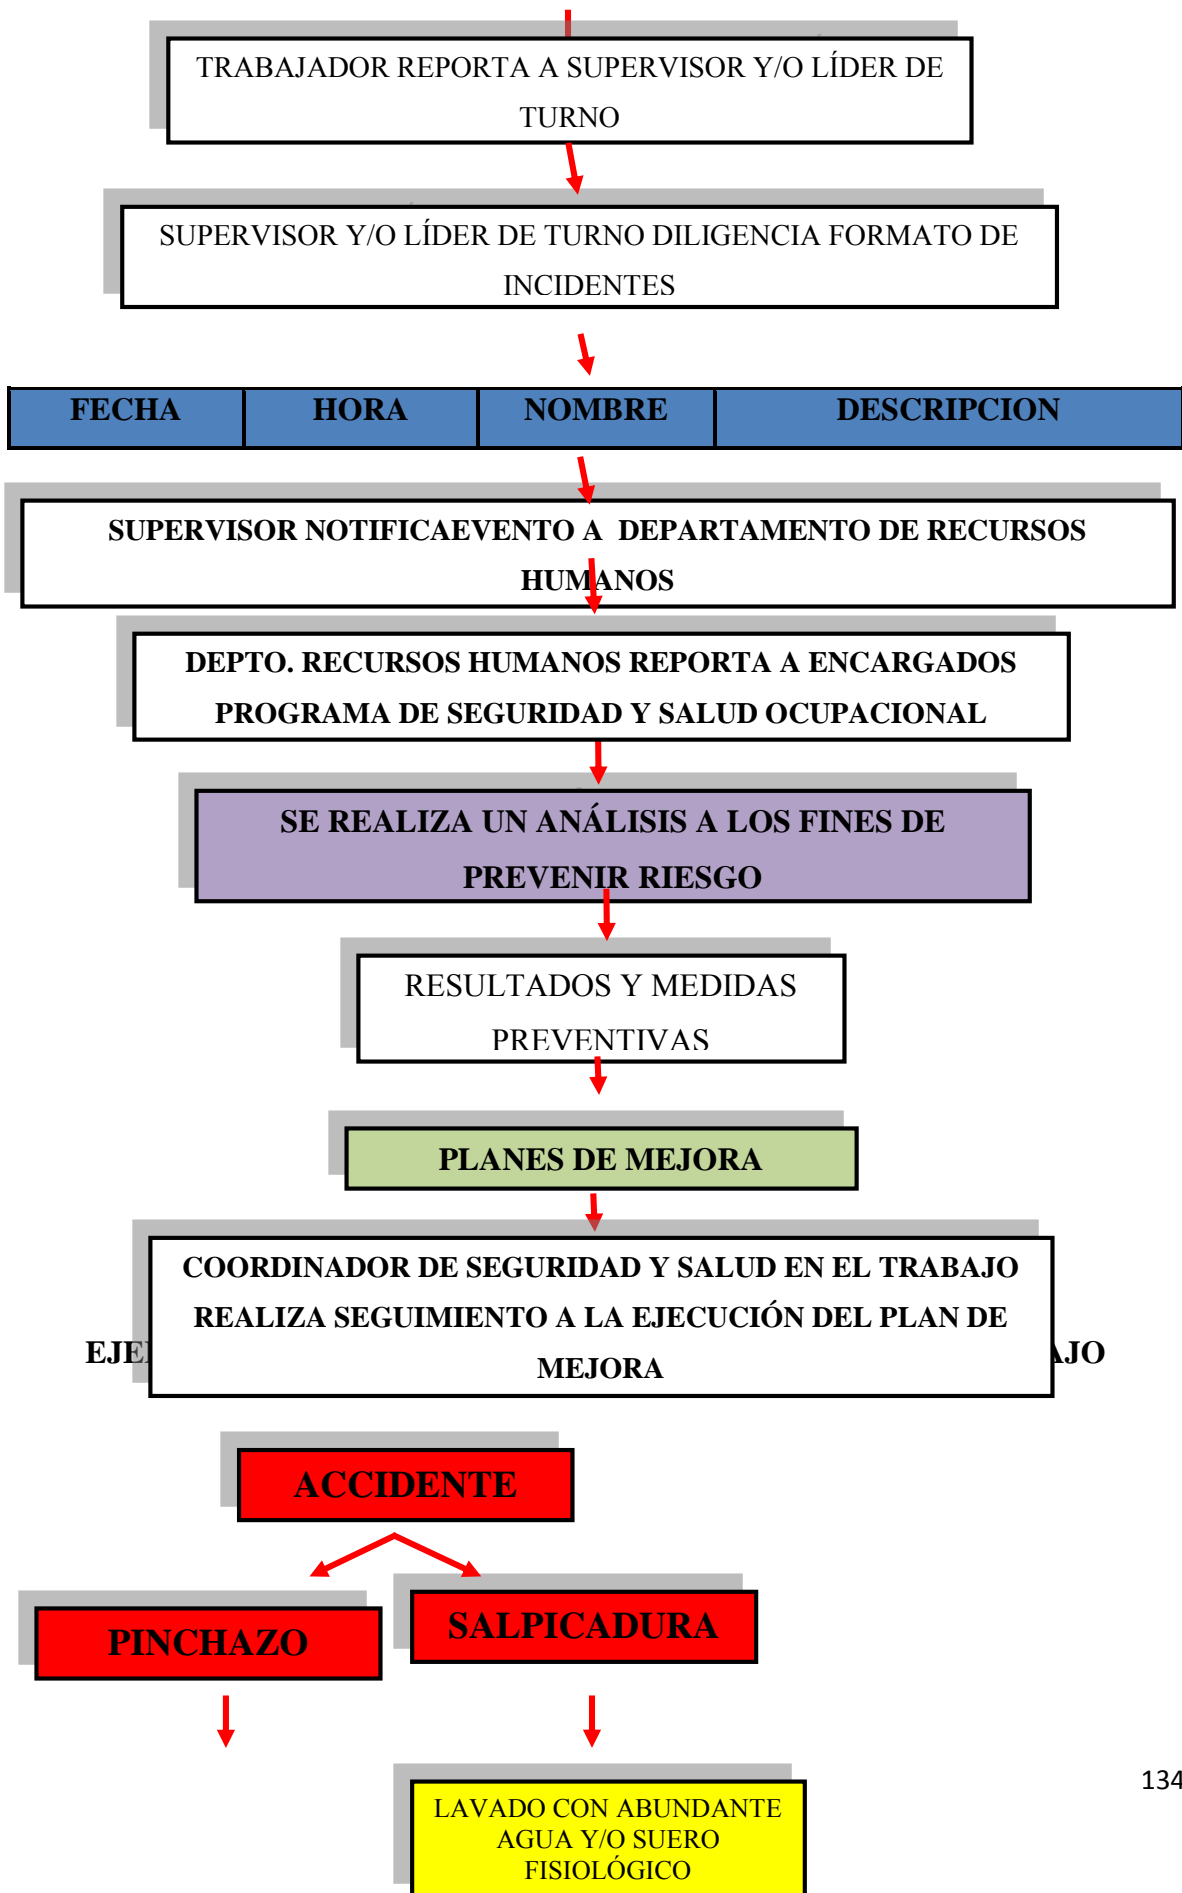 TRABAJADOR REPORTA A SUPERVISOR Y/O LÍDER DE
TURNO
SUPERVISOR Y/O LÍDER DE TURNO DILIGENCIA FORMATO DE
INCIDENTES
FECHA HORA NOMBRE DESCRIPCION
SUPERVISOR NOTIFICAEVENTO A DEPARTAMENTO DE RECURSOS
HUMANOS
DEPTO. RECURSOS HUMANOS REPORTA A ENCARGADOS
PROGRAMA DE SEGURIDAD Y SALUD OCUPACIONAL
SE REALIZA UN ANÁLISIS A LOS FINES DE
PREVENIR RIESGO
RESULTADOS Y MEDIDAS
PREVENTIVAS
PLANES DE MEJORA
COORDINADOR DE SEGURIDAD Y SALUD EN EL TRABAJO
REALIZA SEGUIMIENTO A LA EJECUCIÓN DEL PLAN DE
MEJORA
ACCIDENTE
PINCHAZO
SALPICADURA
LAVADO CON ABUNDANTE
AGUA Y/O SUERO
FISIOLÓGICO
134